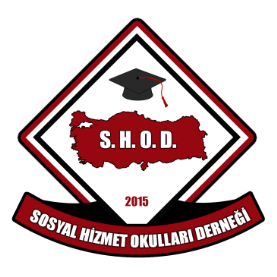 S. H. O. D.
2015
SOSYAL HİZMET OKULLARI DERNEĞİ